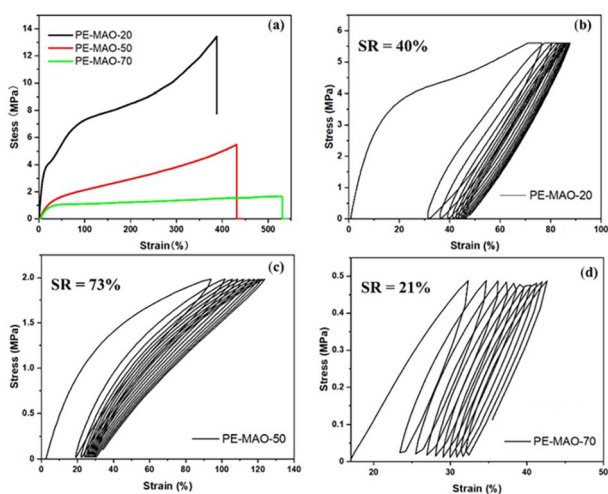 (a)
PE-MAO-20
PE-MAO-50
PE-MAO-70
Stess (MPa)
14
12
10
8
6
4
2
0
0 100 200 300 400 500
Strain(%)
(b)
SR = 40%
Stress (MPa)
6
5
4
3
2
1
0
PE-MAO-20
0 20 40 60 80 100
Strain (%)
(c)
SR = 73%
Stress (MPa)
2.0
1.5
1.0
0.5
0.0
PE-MAO-50
0 20 40 60 80 100 120 140
Strain (%)
(d)
SR = 21%
Stress (MPa)
0.5
0.4
0.3
0.2
0.1
0.0
PE-MAO-70
20 30 40 50
Strain (%)